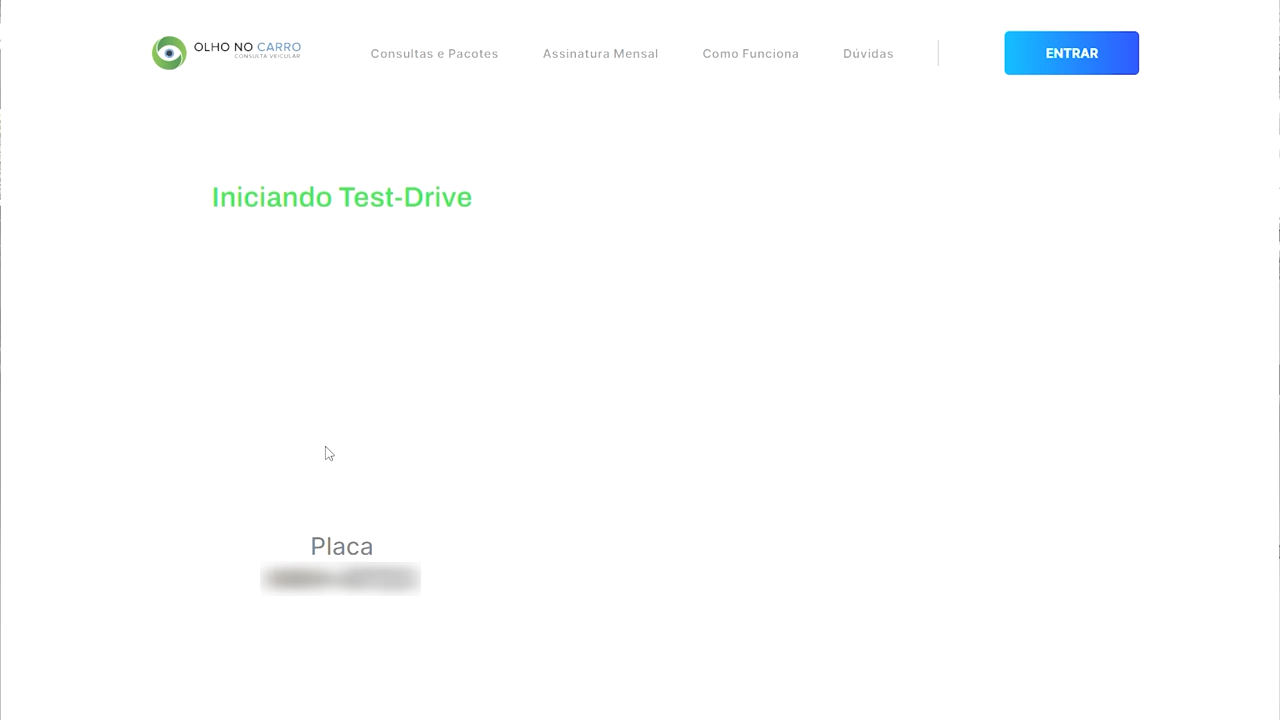 OLHO NO CARRO
CONSULTA VEICULAR
Consultas e Pacotes
Assinatura Mensal
Como Funciona
Dúvidas
ENTRAR
Iniciando Test-Drive
Placa